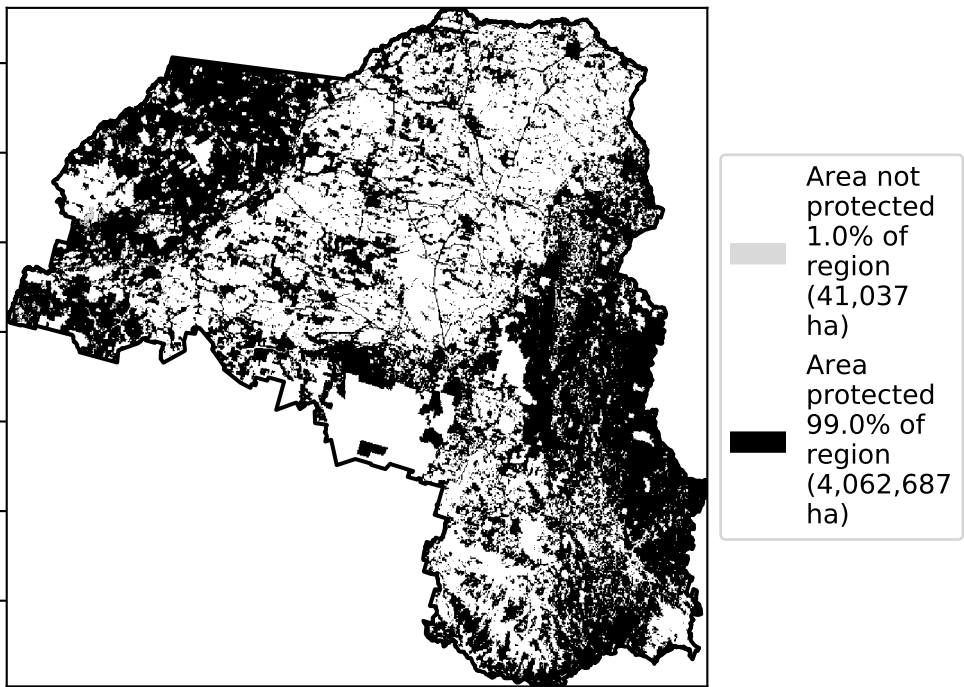 Area not
protected
1.0% of
region
(41,037
ha)
Area
protected
99.0% of
region
(4,062,687
ha)